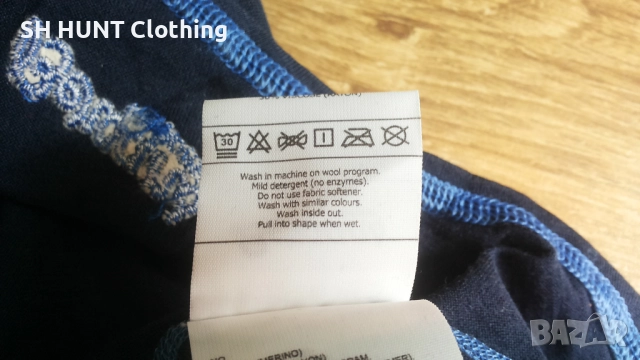 SH HUNT Clothing
30
Wash in machine on wool program.
Mild detergent (no enzymes).
Do not use fabric softener.
Wash with similar colours.
Wash inside out.
Pull into shape when wet.
BAZAR